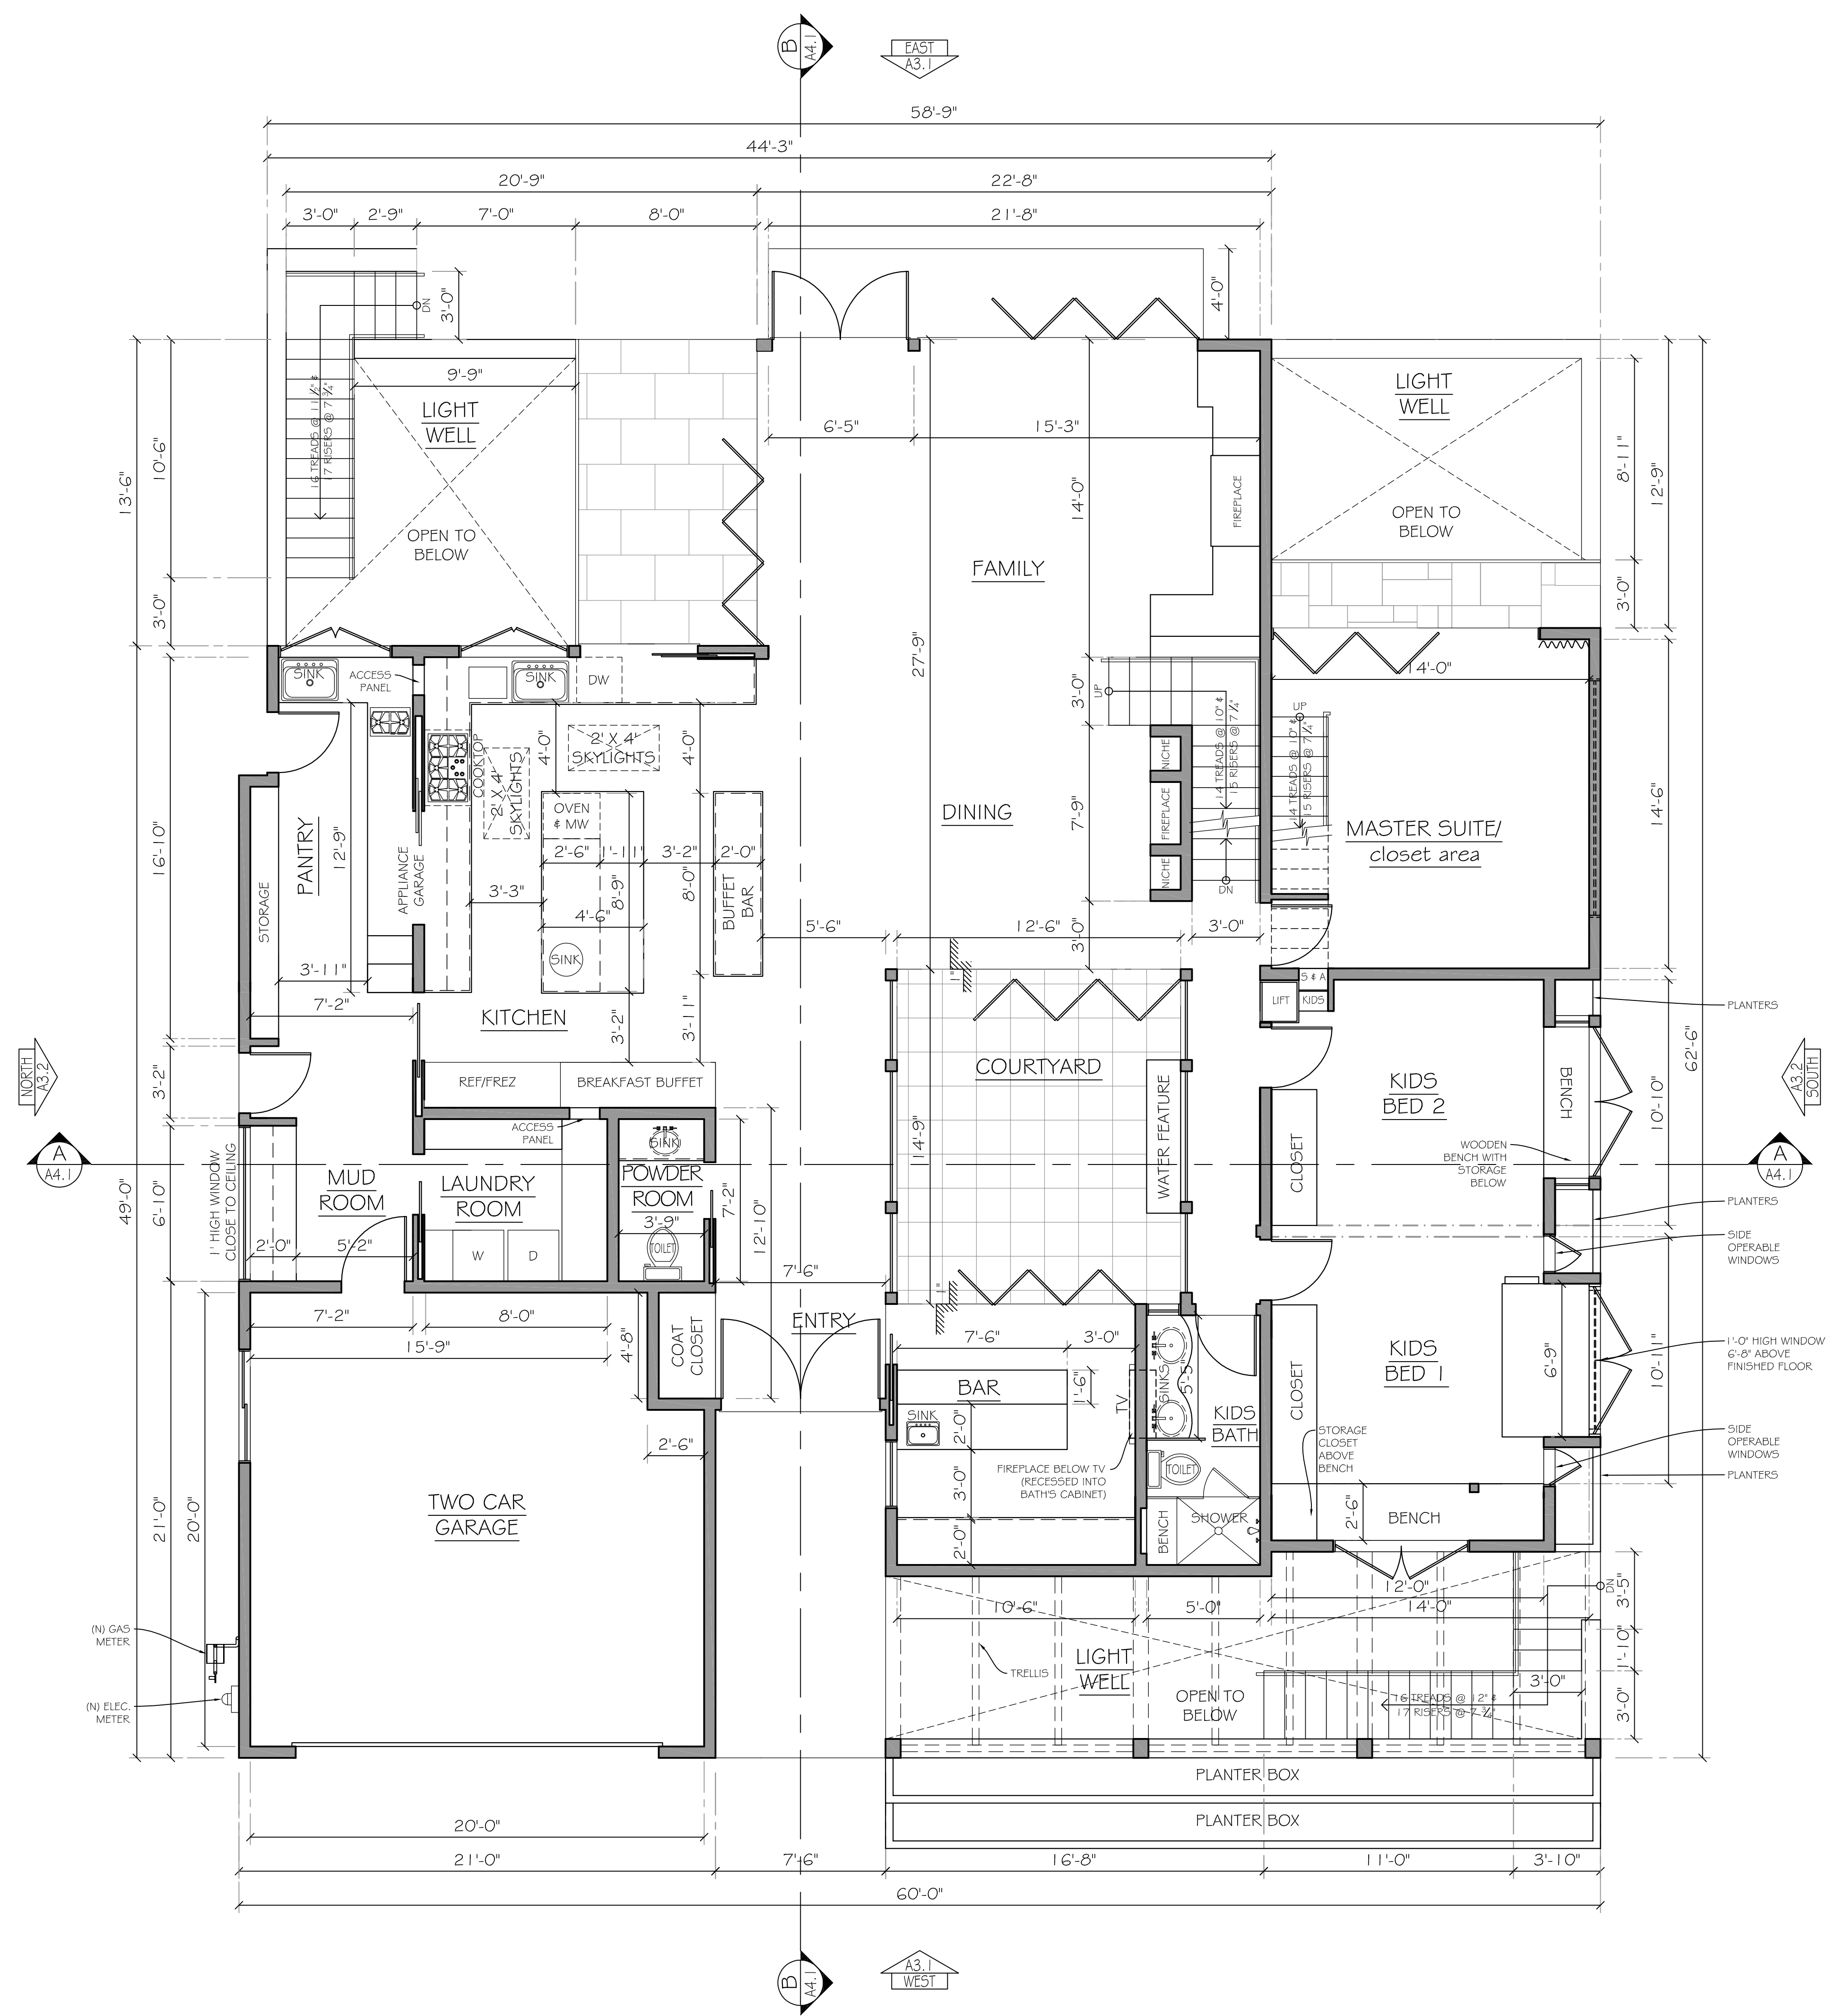 B
A4.1
EAST
A3.1
58'-9"
44'-3"
20'-9"
22'-8"
3'-0"
2'-9"
7'-0"
8'-0"
21'-8"
DN
3'-0"
4'-0"
9'-9"
LIGHT
WELL
16 TREADS @ 11 1/2" &
17 RISERS @ 7 3/4"
OPEN TO
BELOW
13'-6"
10'-6"
3'-0"
6'-5"
15'-3"
14'-0"
FIREPLACE
FAMILY
27'-9"
LIGHT
WELL
OPEN TO
BELOW
8'-11"
12'-9"
3'-0"
SINK
ACCESS
PANEL
SINK
DW
COOKTOP
2' X 4'
SKYLIGHTS
2' X 4'
SKYLIGHTS
4'-0"
4'-0"
OVEN
& MW
2'-6"
1'-11"
3'-2"
2'-0"
3'-3"
8'-9"
8'-0"
4'-6"
BUFFET
BAR
SINK
PANTRY
12'-9"
APPLIANCE
GARAGE
STORAGE
3'-11"
7'-2"
16'-10"
KITCHEN
3'-2"
3'-11"
REF/FREZ
BREAKFAST BUFFET
DINING
5'-6"
12'-6"
3'-0"
3'-0"
UP
3'-0"
NICHE
FIREPLACE
NICHE
7'-9"
14 TREADS @ 10" &
15 RISERS @ 7 1/4"
DN
UP
14 TREADS @ 10" &
15 RISERS @ 7 1/4"
14'-0"
MASTER SUITE/
closet area
14'-6"
62'-6"
1"
COURTYARD
WATER FEATURE
14'-9"
1"
LIFT
S & A
KIDS
KIDS
BED 2
BENCH
CLOSET
PLANTERS
10'-10"
WOODEN
BENCH WITH
STORAGE
BELOW
PLANTERS
SIDE
OPERABLE
WINDOWS
NORTH
A3.2
A3.2
SOUTH
A
A4.1
A
A4.1
3'-2"
49'-0"
6'-10"
1' HIGH WINDOW
CLOSE TO CEILING
MUD
ROOM
2'-0"
5'-2"
LAUNDRY
ROOM
ACCESS
PANEL
W
D
SINK
POWDER
ROOM
3'-9"
TOILET
7'-2"
12'-10"
7'-6"
ENTRY
7'-2"
8'-0"
15'-9"
4'-8"
COAT
CLOSET
2'-6"
TWO CAR
GARAGE
21'-0"
20'-0"
7'-6"
3'-0"
BAR
1'-6"
SINK
2'-0"
3'-0"
2'-0"
TV
FIREPLACE BELOW TV
(RECESSED INTO
BATH'S CABINET)
SINKS
5'-5"
KIDS
BATH
TOILET
BENCH
SHOWER
CLOSET
KIDS
BED 1
6'-9"
10'-11"
1'-0" HIGH WINDOW
6'-8" ABOVE
FINISHED FLOOR
STORAGE
CLOSET
ABOVE
BENCH
2'-6"
BENCH
SIDE
OPERABLE
WINDOWS
PLANTERS
(N) GAS
METER
(N) ELEC.
METER
10'-6"
5'-0"
12'-0"
14'-0"
DN
3'-5"
1'-10"
3'-0"
3'-0"
TRELLIS
LIGHT
WELL
OPEN TO
BELOW
16 TREADS @ 12" &
17 RISERS @ 7 3/4"
PLANTER BOX
PLANTER BOX
20'-0"
21'-0"
7'-6"
16'-8"
11'-0"
3'-10"
60'-0"
B
A4.1
A3.1
WEST